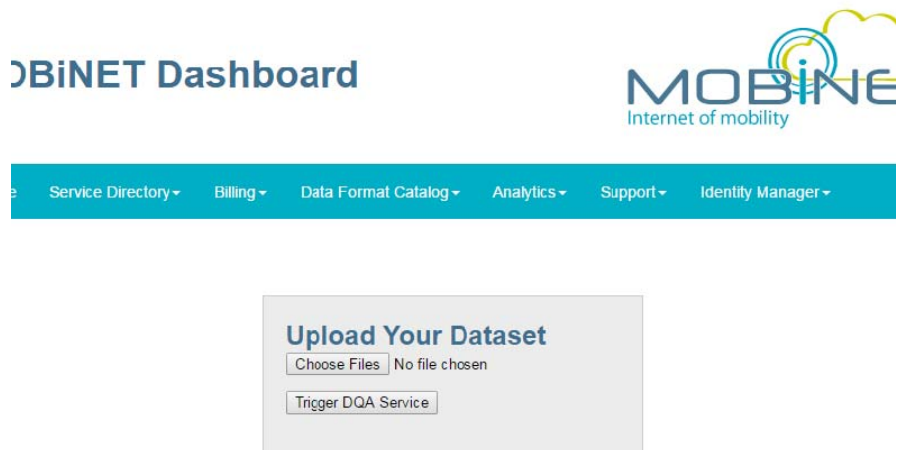 OBiNET Dashboard
MOBiNE
Internet of mobility
e Service Directory Billing Data Format Catalog Analytics Support Identity Manager
Upload Your Dataset
Choose Files No file chosen
Trigger DQA Service